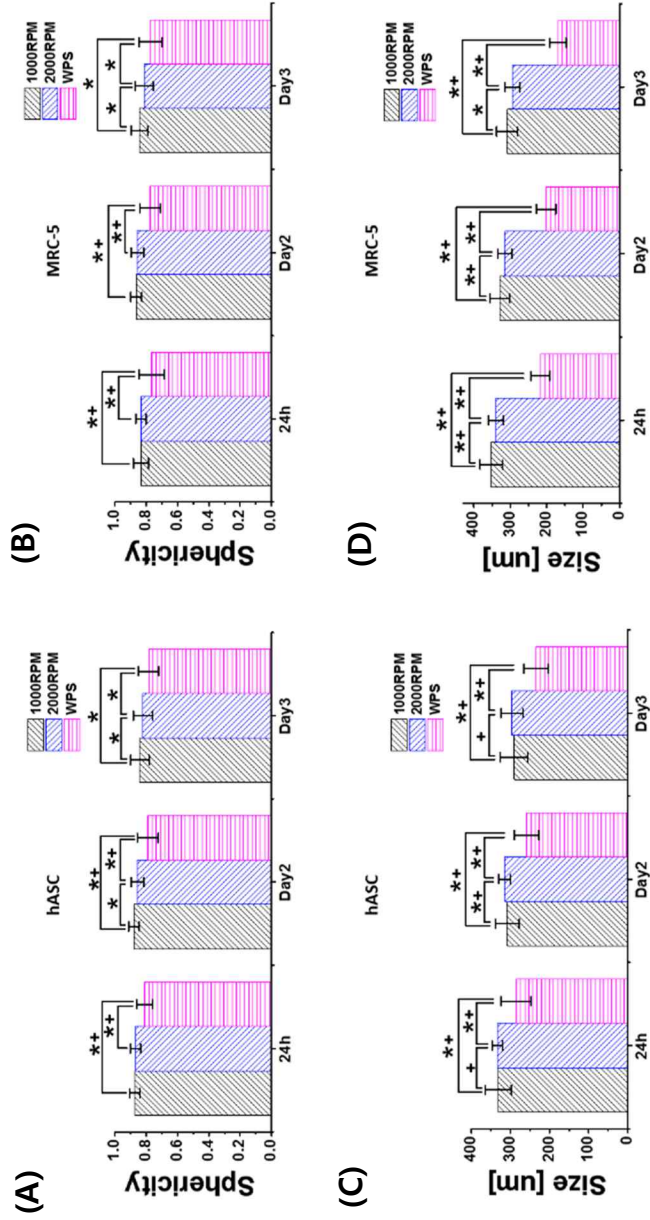 (A)
hASC
1000RPM
2000RPM
WPS
Sphericity
1.0
0.8
0.6
0.4
0.2
0.0
*+
*+
*+
*+
*
*
*
*
24h
Day2
Day3
(B)
MRC-5
1000RPM
2000RPM
WPS
Sphericity
1.0
0.8
0.6
0.4
0.2
0.0
*+
*+
*+
*+
*
*
*
24h
Day2
Day3
(C)
hASC
1000RPM
2000RPM
WPS
Size [um]
400
300
200
100
0
*+
+
*+
*+
*+
*+
*+
+
*+
24h
Day2
Day3
(D)
MRC-5
1000RPM
2000RPM
WPS
Size [um]
400
300
200
100
0
*+
*+
*+
*+
*+
*+
*+
*
*+
24h
Day2
Day3